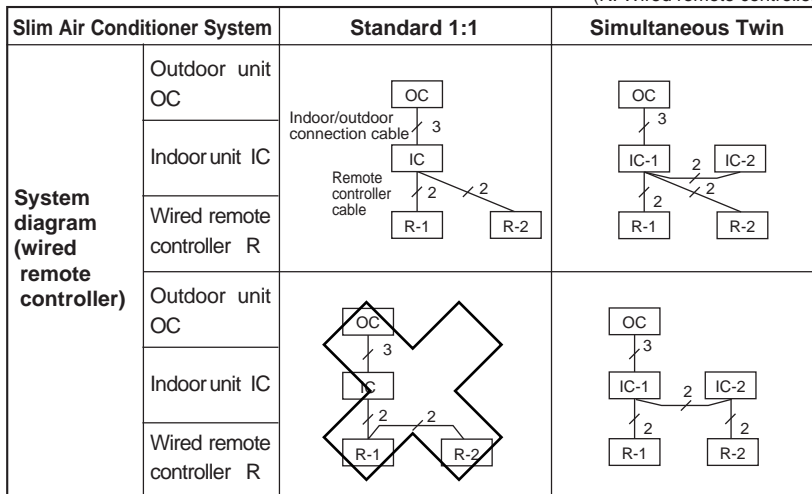 Slim Air Conditioner System
Standard 1:1
Simultaneous Twin
System
diagram
(wired
remote
controller)
Outdoor unit
OC
Indoor unit IC
Wired remote
controller R
OC
Indoor/outdoor
connection cable
3
IC
Remote
controller
cable
2
2
R-1
R-2
OC
3
IC-1
2
IC-2
2
2
R-1
R-2
Outdoor unit
OC
Indoor unit IC
Wired remote
controller R
OC
3
IC
2
2
R-1
R-2
OC
3
IC-1
2
IC-2
2
2
R-1
R-2